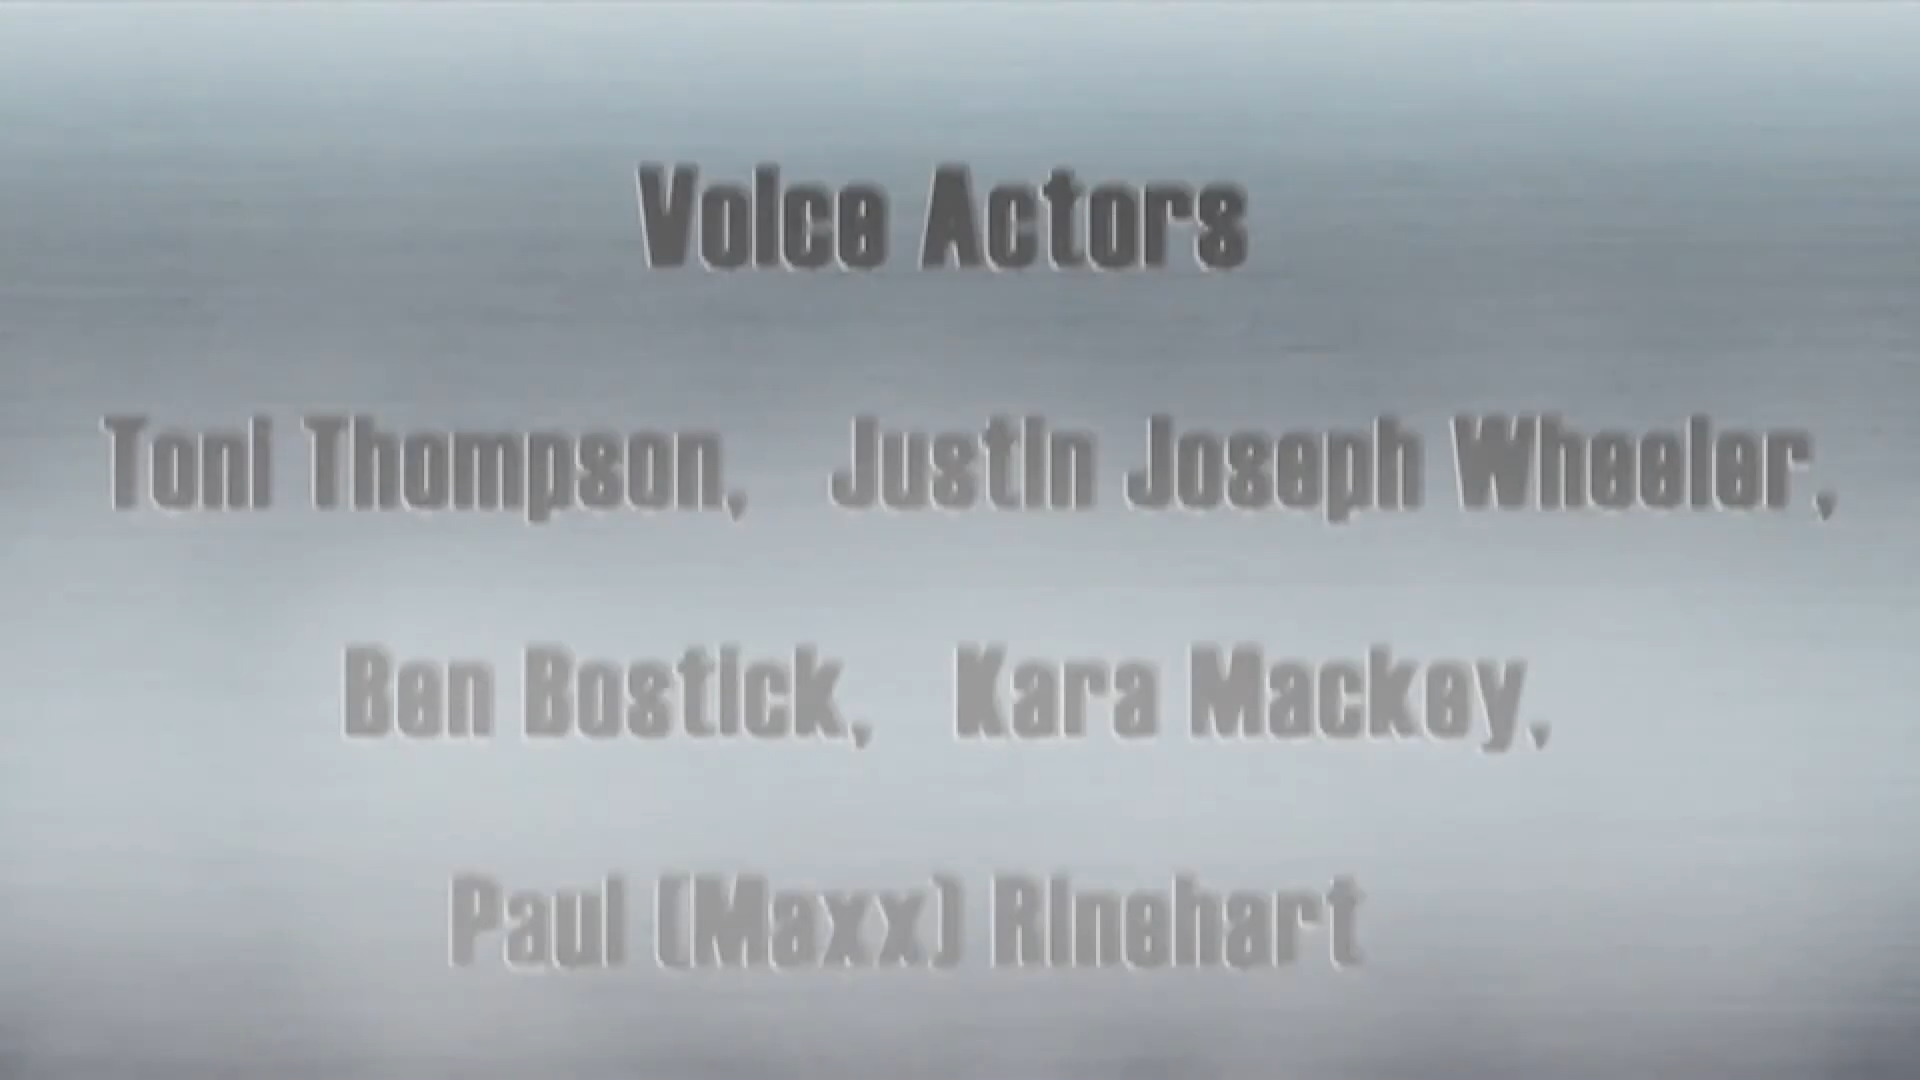 Voice Actors
Toni Thompson, Justin Joseph Wheeler,
Ben Bostick, Kara Mackey,
Paul (Maxx) Rinehart